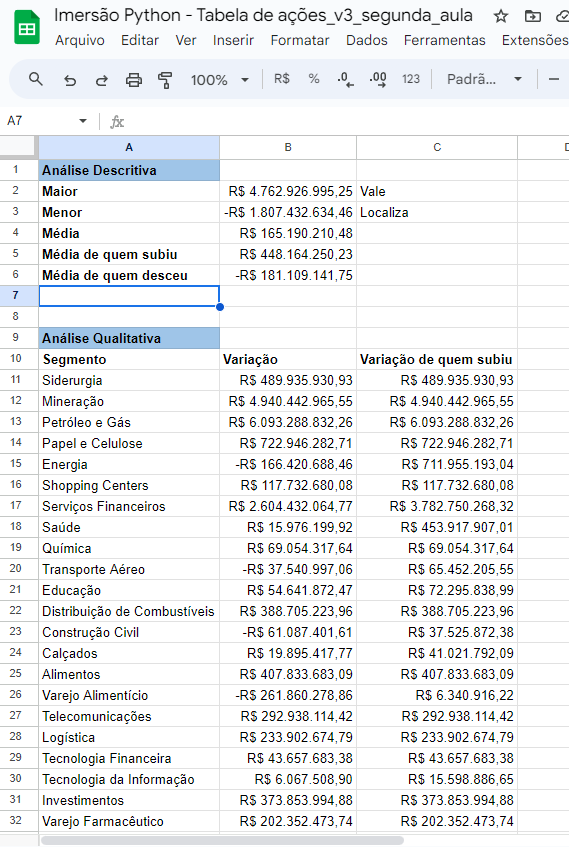 Imersão Python - Tabela de ações_v3_segunda_aula
Arquivo Editar Ver Inserir Formatar Dados Ferramentas Extensões
100% R$ % .0 .00 123 Padrã...
A7 fx
A B C
1 Análise Descritiva
2 Maior R$ 4.762.926.995,25 Vale
3 Menor -R$ 1.807.432.634,46 Localiza
4 Média R$ 165.190.210,48
5 Média de quem subiu R$ 448.164.250,23
6 Média de quem desceu -R$ 181.109.141,75
7
8
9 Análise Qualitativa
10 Segmento Variação Variação de quem subiu
11 Siderurgia R$ 489.935.930,93 R$ 489.935.930,93
12 Mineração R$ 4.940.442.965,55 R$ 4.940.442.965,55
13 Petróleo e Gás R$ 6.093.288.832,26 R$ 6.093.288.832,26
14 Papel e Celulose R$ 722.946.282,71 R$ 722.946.282,71
15 Energia -R$ 166.420.688,46 R$ 711.955.193,04
16 Shopping Centers R$ 117.732.680,08 R$ 117.732.680,08
17 Serviços Financeiros R$ 2.604.432.064,77 R$ 3.782.750.268,32
18 Saúde R$ 15.976.199,92 R$ 453.917.907,01
19 Química R$ 69.054.317,64 R$ 69.054.317,64
20 Transporte Aéreo -R$ 37.540.997,06 R$ 65.452.205,55
21 Educação R$ 54.641.872,47 R$ 72.295.838,99
22 Distribuição de Combustíveis R$ 388.705.223,96 R$ 388.705.223,96
23 Construção Civil -R$ 61.087.401,61 R$ 37.525.872,38
24 Calçados R$ 19.895.417,77 R$ 41.021.792,09
25 Alimentos R$ 407.833.683,09 R$ 407.833.683,09
26 Varejo Alimentício -R$ 261.860.278,86 R$ 6.340.916,22
27 Telecomunicações R$ 292.938.114,42 R$ 292.938.114,42
28 Logística R$ 233.902.674,79 R$ 233.902.674,79
29 Tecnologia Financeira R$ 43.657.683,38 R$ 43.657.683,38
30 Tecnologia da Informação R$ 6.067.508,90 R$ 15.598.886,65
31 Investimentos R$ 373.853.994,88 R$ 373.853.994,88
32 Varejo Farmacêutico R$ 202.352.473,74 R$ 202.352.473,74